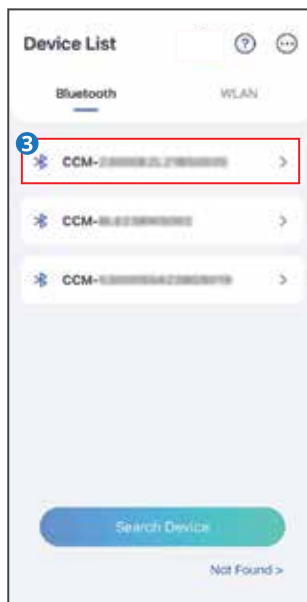 Device List
Bluetooth WLAN
3
CCM-
CCM-
CCM-
Search Device
Not Found >